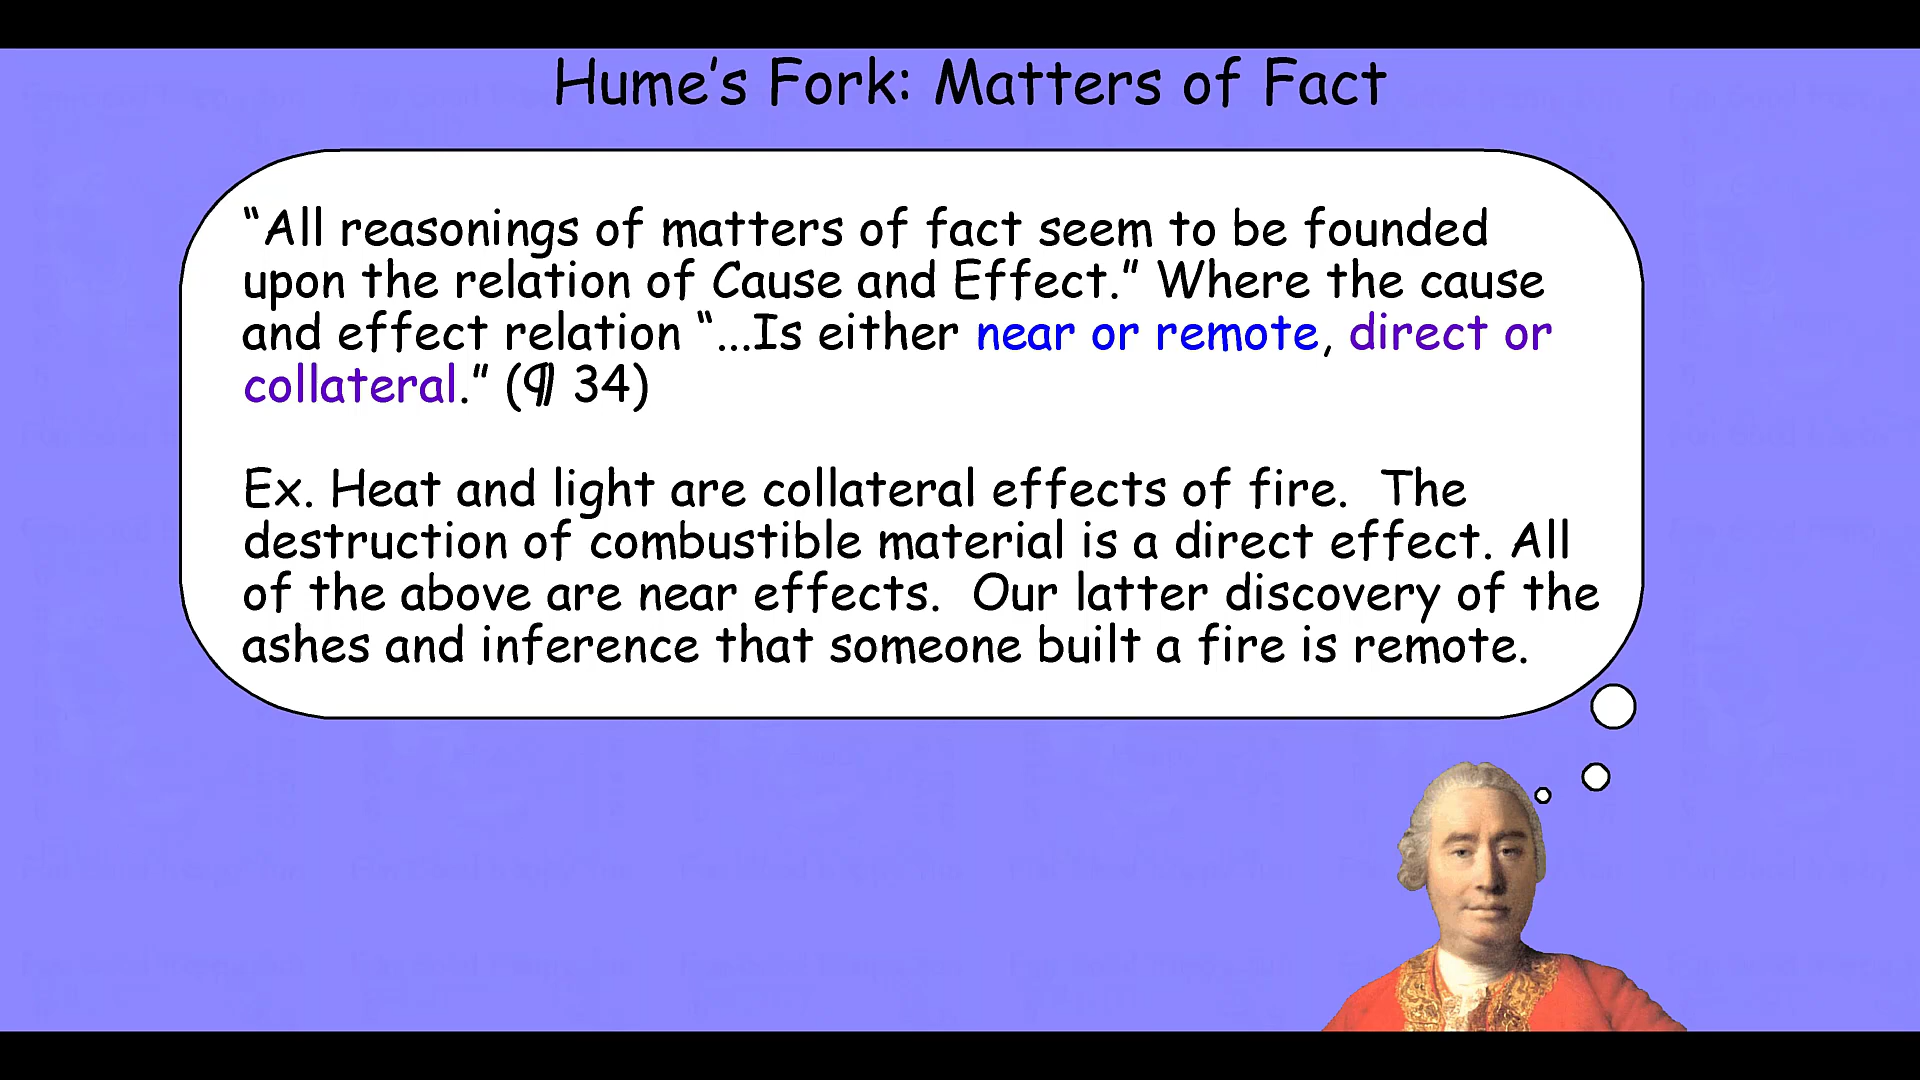 Hume’s Fork: Matters of Fact
“All reasonings of matters of fact seem to be founded
upon the relation of Cause and Effect.” Where the cause
and effect relation “...Is either near or remote, direct or
collateral.” (¶ 34)
Ex. Heat and light are collateral effects of fire.  The
destruction of combustible material is a direct effect. All
of the above are near effects.  Our latter discovery of the
ashes and inference that someone built a fire is remote.